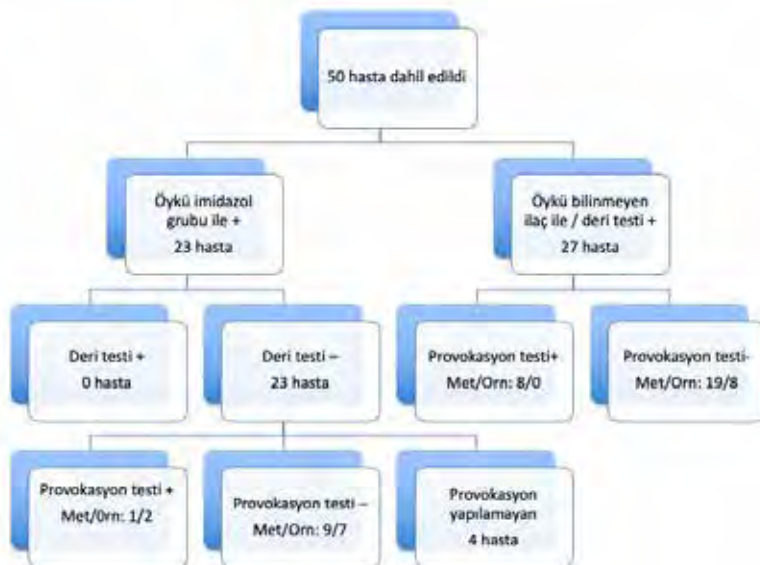 50 hasta dahil edildi
Öykü imidazol
grubu ile +
23 hasta
Öykü bilinmeyen
ilaç ile / deri testi +
27 hasta
Deri testi +
0 hasta
Deri testi –
23 hasta
Provokasyon testi+
Met/Orn: 8/0
Provokasyon testi-
Met/Orn: 19/8
Provokasyon testi +
Met/0rn: 1/2
Provokasyon testi –
Met/Orn: 9/7
Provokasyon
yapılamayan
4 hasta